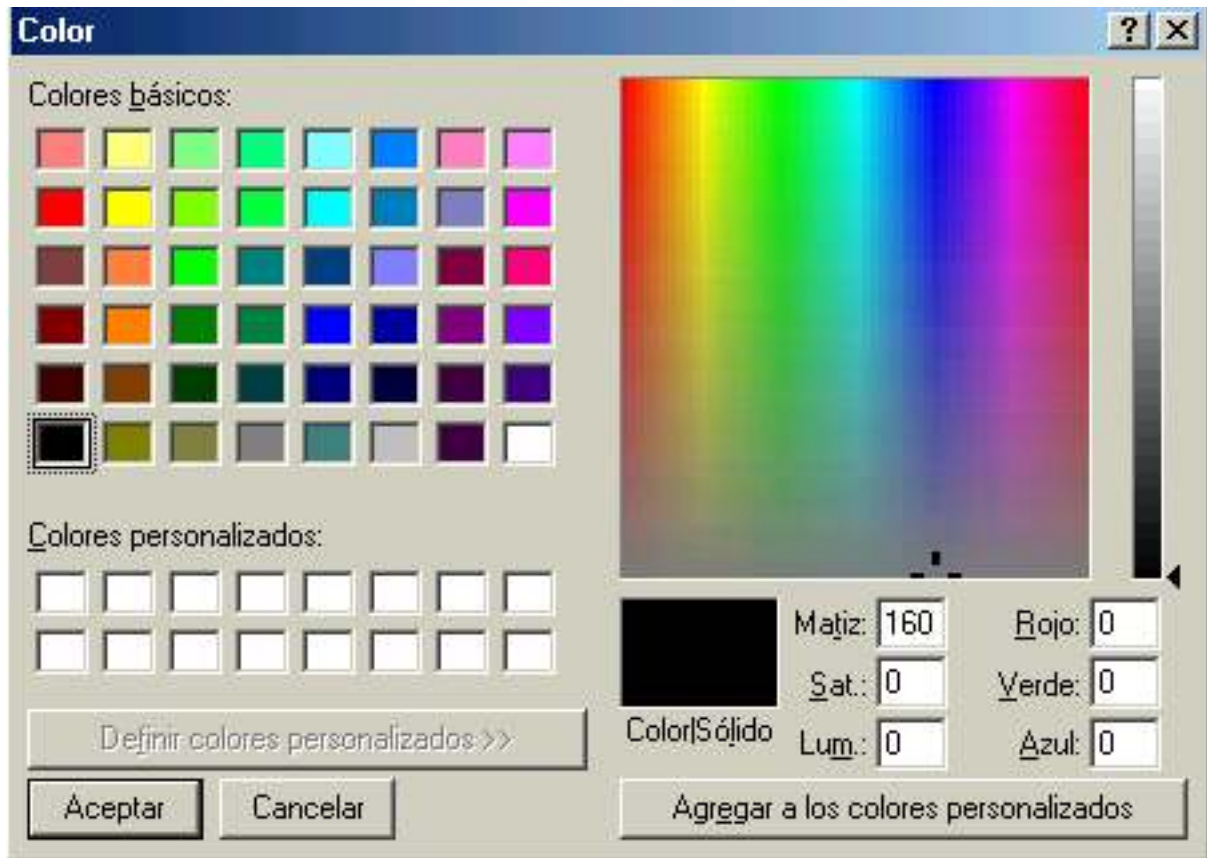 Color
Colores básicos:
Colores personalizados:
Definir colores personalizados >>
Aceptar
Cancelar
Color|Sólido
Matiz: 160
Sat.: 0
Lum.: 0
Rojo: 0
Verde: 0
Azul: 0
Agregar a los colores personalizados